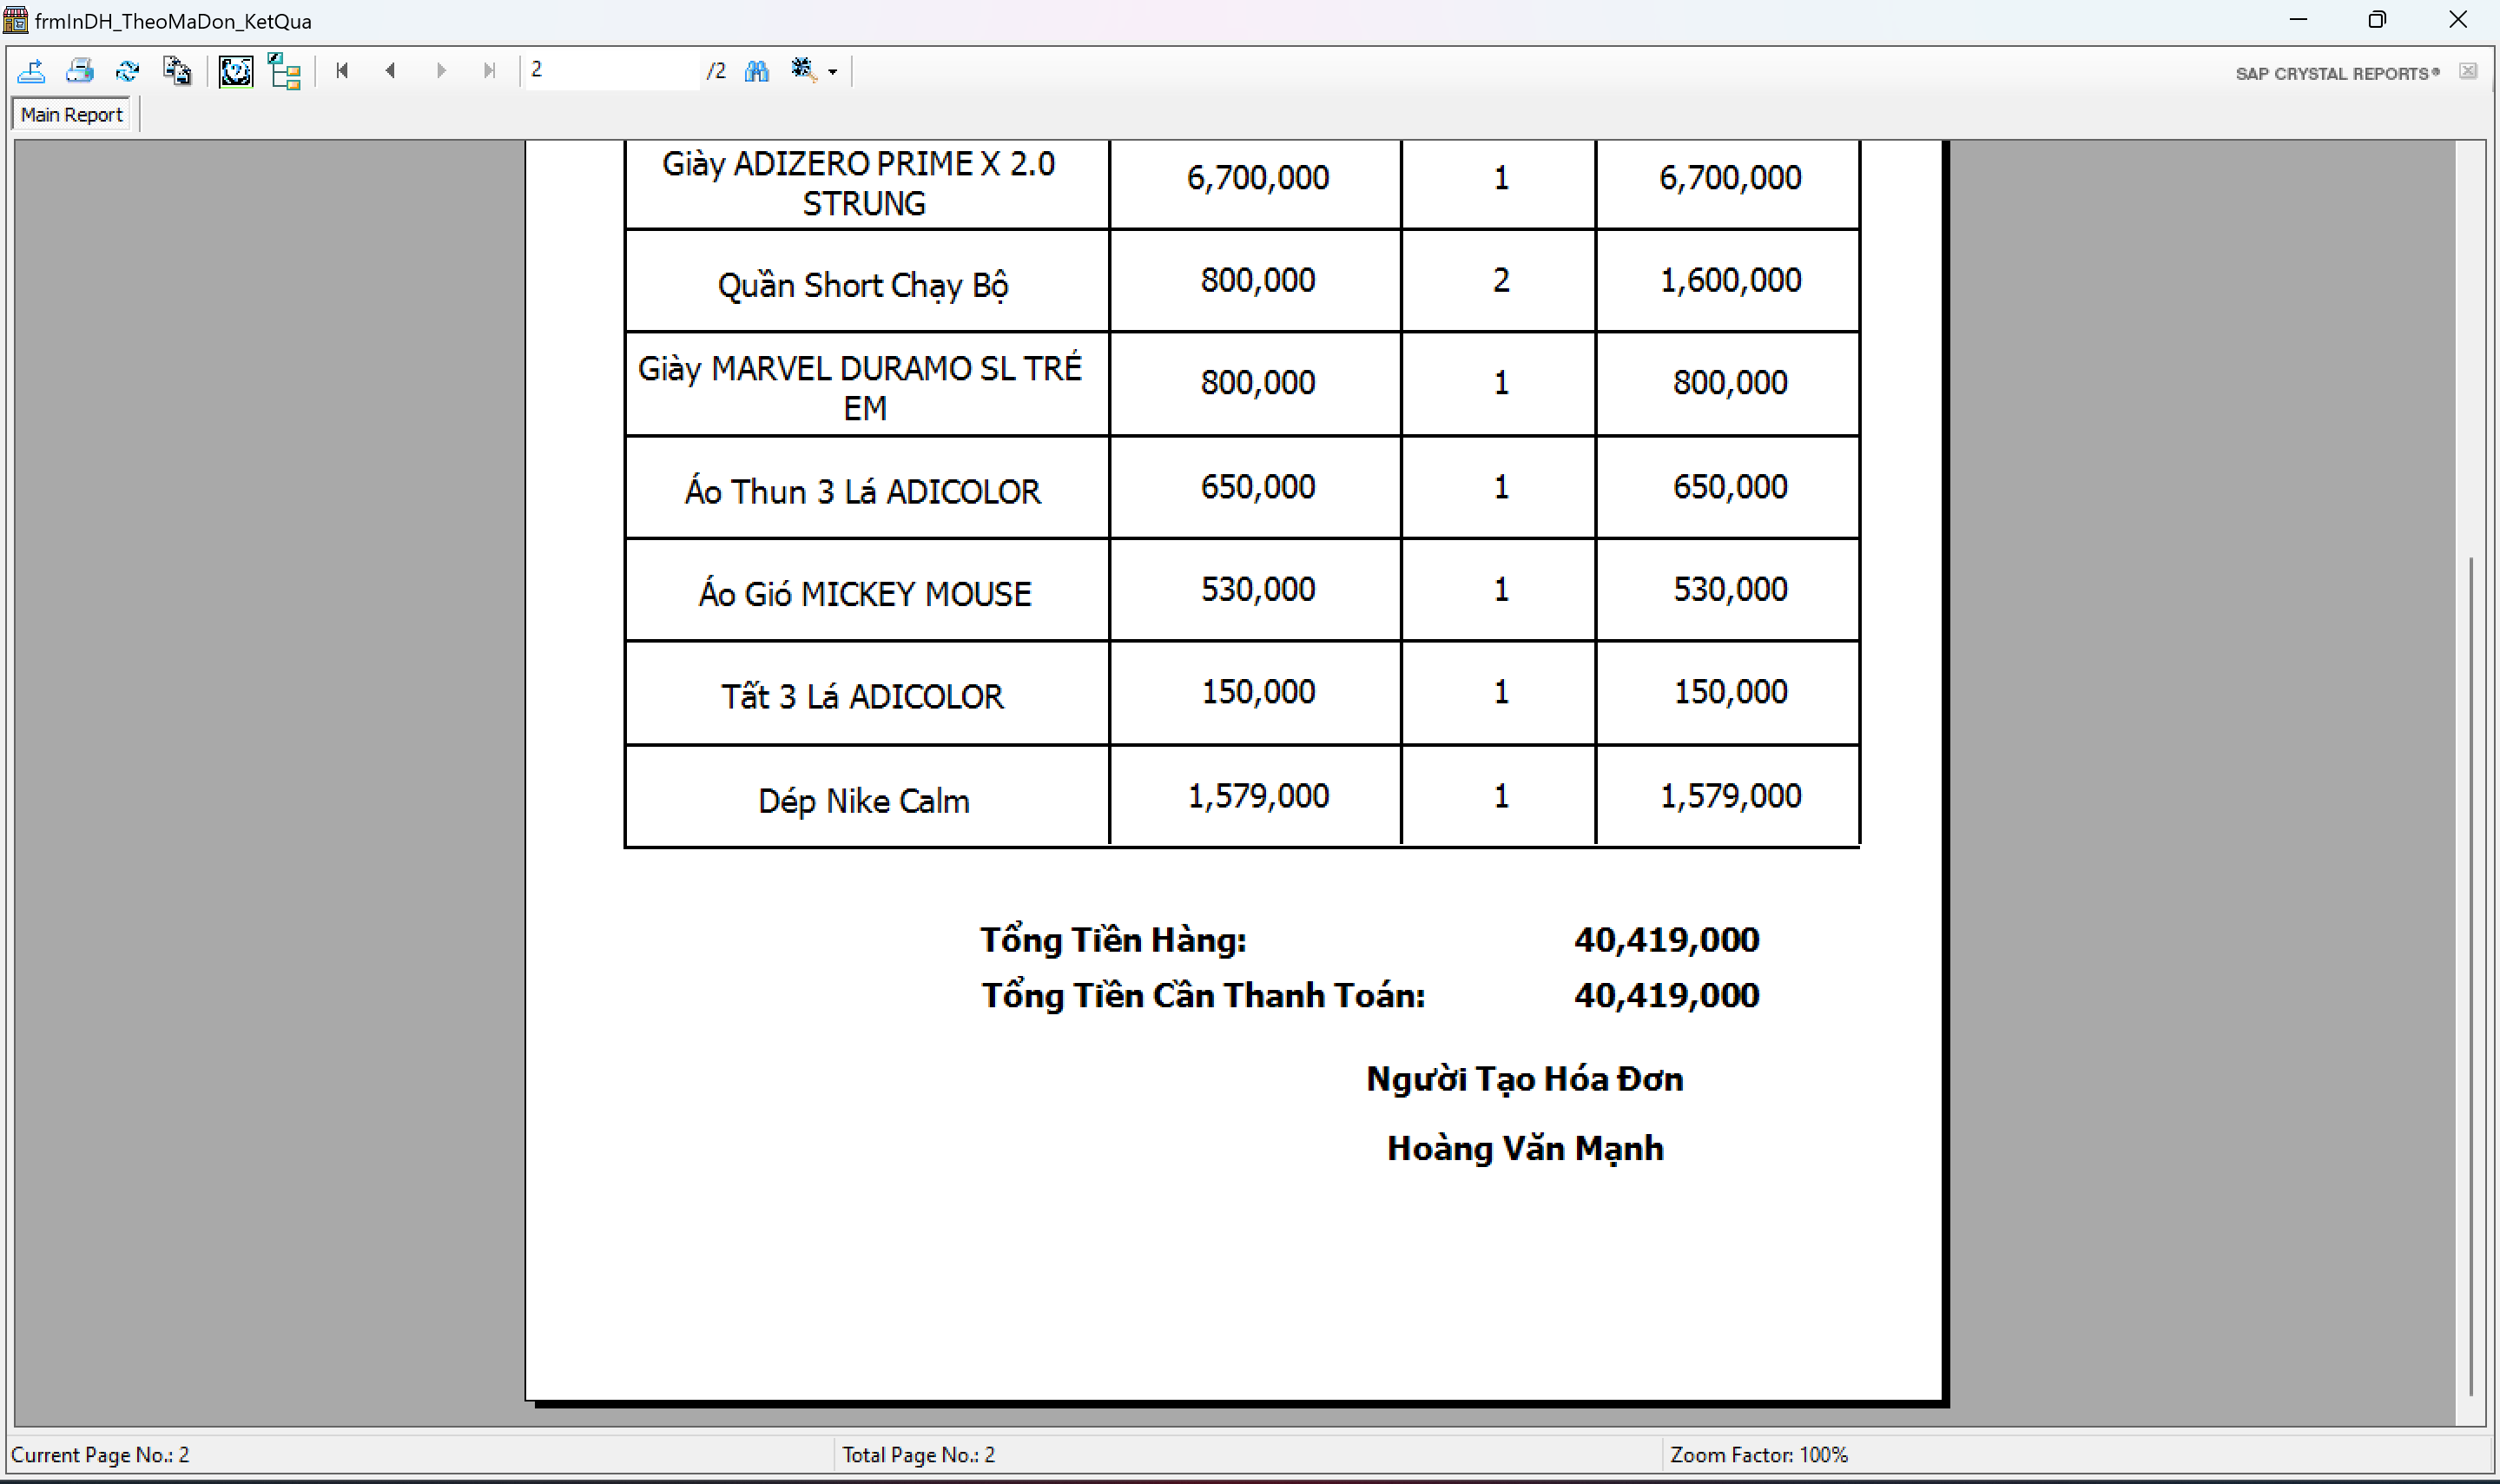 frmInDH_TheoMaDon_KetQua
2 /2 SAP CRYSTAL REPORTS®
Main Report
Giày ADIZERO PRIME X 2.0 STRUNG 6,700,000 1 6,700,000
Quần Short Chạy Bộ 800,000 2 1,600,000
Giày MARVEL DURAMO SL TRẺ EM 800,000 1 800,000
Áo Thun 3 Lá ADICOLOR 650,000 1 650,000
Áo Gió MICKEY MOUSE 530,000 1 530,000
Tất 3 Lá ADICOLOR 150,000 1 150,000
Dép Nike Calm 1,579,000 1 1,579,000
Tổng Tiền Hàng: 40,419,000
Tổng Tiền Cần Thanh Toán: 40,419,000
Người Tạo Hóa Đơn
Hoàng Văn Mạnh
Current Page No.: 2 Total Page No.: 2 Zoom Factor: 100%